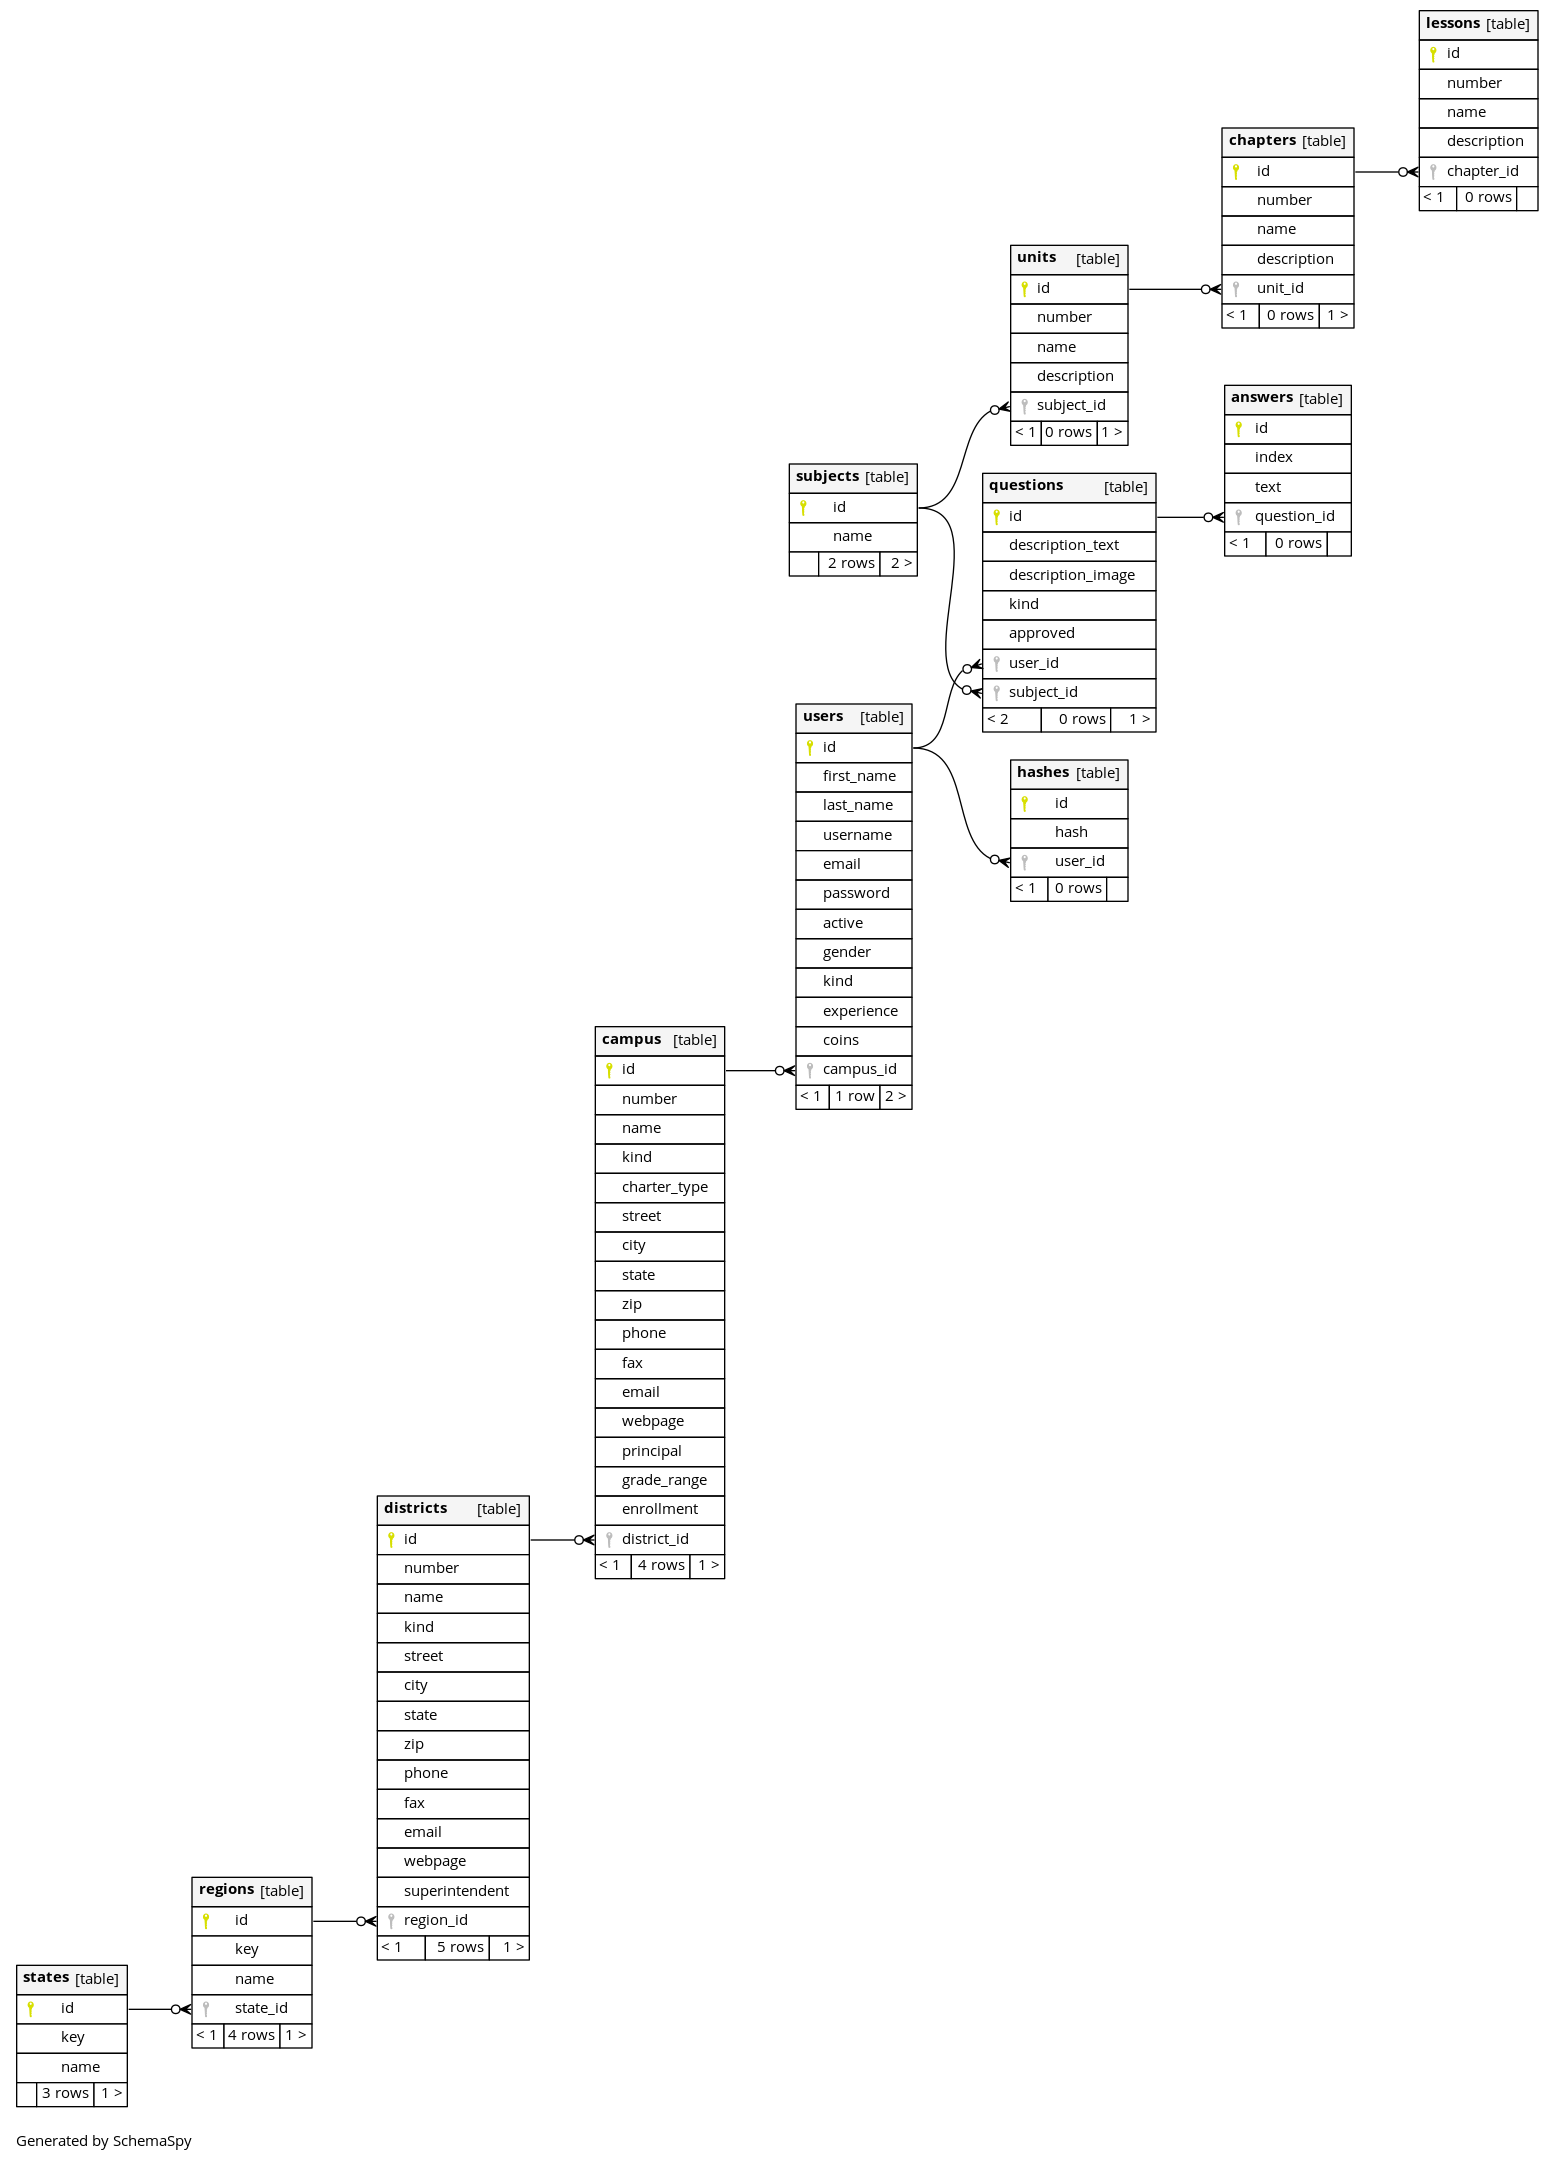 lessons [table]
id
number
name
description
chapter_id
< 1 0 rows
chapters [table]
id
number
name
description
unit_id
< 1 0 rows 1 >
units [table]
id
number
name
description
subject_id
< 1 0 rows 1 >
answers [table]
id
index
text
question_id
< 1 0 rows
subjects [table]
id
name
2 rows 2 >
questions [table]
id
description_text
description_image
kind
approved
user_id
subject_id
< 2 0 rows 1 >
users [table]
id
first_name
last_name
username
email
password
active
gender
kind
experience
coins
campus_id
< 1 1 row 2 >
hashes [table]
id
hash
user_id
< 1 0 rows
campus [table]
id
number
name
kind
charter_type
street
city
state
zip
phone
fax
email
webpage
principal
grade_range
enrollment
district_id
< 1 4 rows 1 >
districts [table]
id
number
name
kind
street
city
state
zip
phone
fax
email
webpage
superintendent
region_id
< 1 5 rows 1 >
regions [table]
id
key
name
state_id
< 1 4 rows 1 >
states [table]
id
key
name
3 rows 1 >
Generated by SchemaSpy